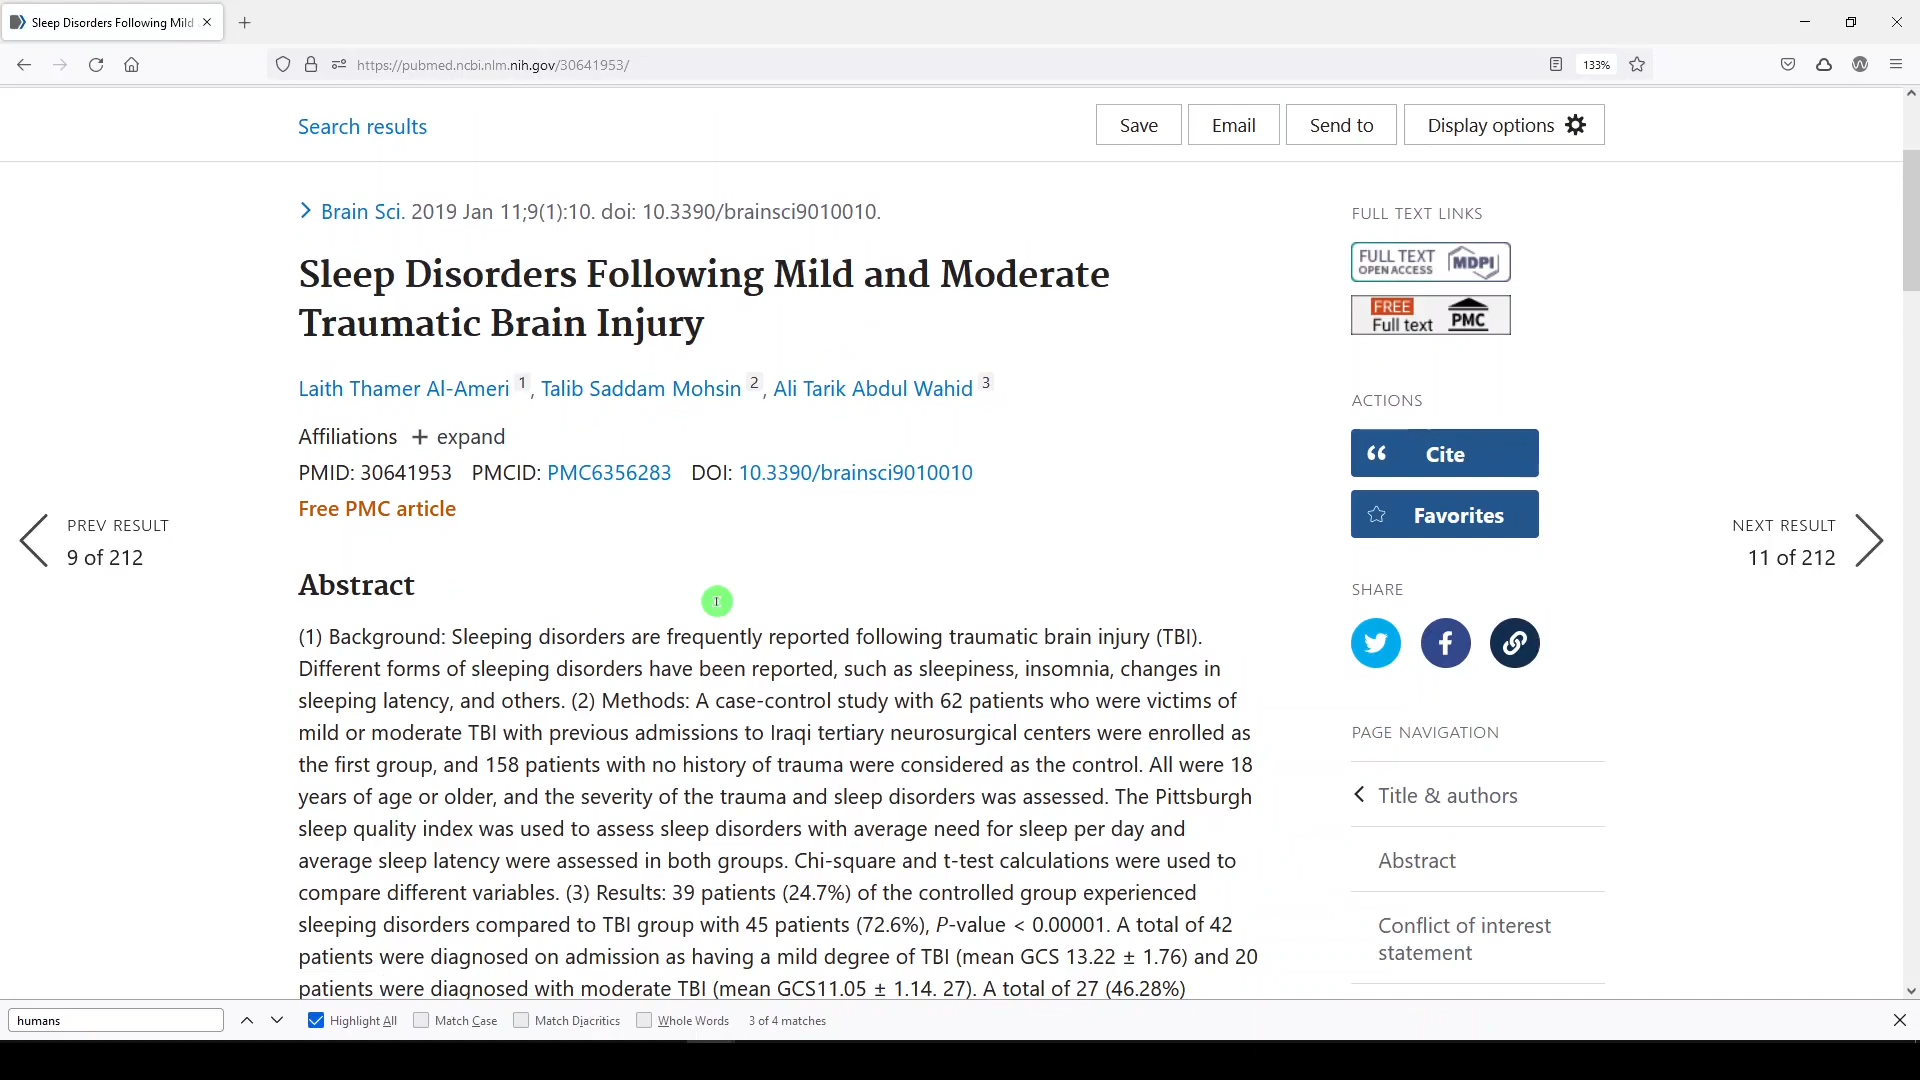 Sleep Disorders Following Mild
https://pubmed.ncbi.nlm.nih.gov/30641953/
133%
Search results
Save
Email
Send to
Display options
Brain Sci. 2019 Jan 11;9(1):10. doi: 10.3390/brainsci9010010.
Sleep Disorders Following Mild and Moderate
Traumatic Brain Injury
Laith Thamer Al-Ameri 1, Talib Saddam Mohsin 2, Ali Tarik Abdul Wahid 3
Affiliations + expand
PMID: 30641953 PMCID: PMC6356283 DOI: 10.3390/brainsci9010010
Free PMC article
PREV RESULT
9 of 212
Abstract
(1) Background: Sleeping disorders are frequently reported following traumatic brain injury (TBI).
Different forms of sleeping disorders have been reported, such as sleepiness, insomnia, changes in
sleeping latency, and others. (2) Methods: A case-control study with 62 patients who were victims of
mild or moderate TBI with previous admissions to Iraqi tertiary neurosurgical centers were enrolled as
the first group, and 158 patients with no history of trauma were considered as the control. All were 18
years of age or older, and the severity of the trauma and sleep disorders was assessed. The Pittsburgh
sleep quality index was used to assess sleep disorders with average need for sleep per day and
average sleep latency were assessed in both groups. Chi-square and t-test calculations were used to
compare different variables. (3) Results: 39 patients (24.7%) of the controlled group experienced
sleeping disorders compared to TBI group with 45 patients (72.6%), P-value < 0.00001. A total of 42
patients were diagnosed on admission as having a mild degree of TBI (mean GCS 13.22 ± 1.76) and 20
patients were diagnosed with moderate TBI (mean GCS11.05 ± 1.14. 27). A total of 27 (46.28%)
FULL TEXT LINKS
FULL TEXT
OPEN ACCESS
MDPI
FREE
Full text
PMC
ACTIONS
Cite
Favorites
NEXT RESULT
11 of 212
SHARE
PAGE NAVIGATION
Title & authors
Abstract
Conflict of interest
statement
humans
Highlight All
Match Case
Match Diacritics
Whole Words
3 of 4 matches